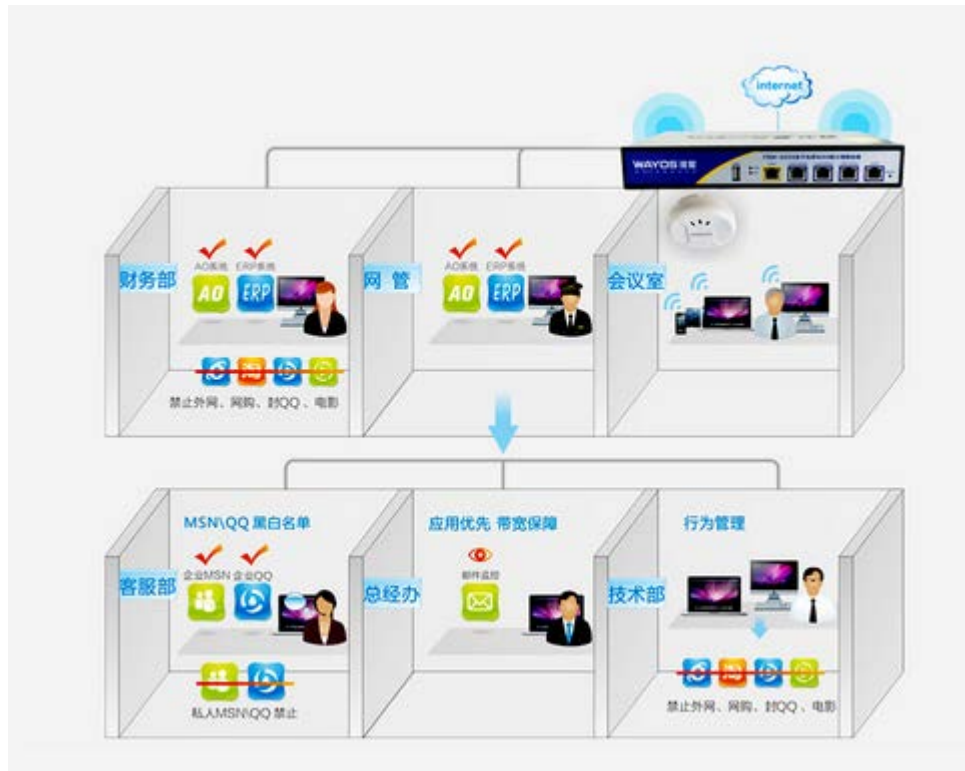 internet
WAYOS 维盟
财务部
AO系统 ERP系统
AO ERP
禁止外网、网购、封QQ、电影
网 管
AO系统 ERP系统
AO ERP
会议室
MSN\QQ 黑白名单
客服部
企业MSN 企业QQ
私人MSN\QQ 禁止
应用优先 带宽保障
总经办
邮件监控
行为管理
技术部
禁止外网、网购、封QQ、电影